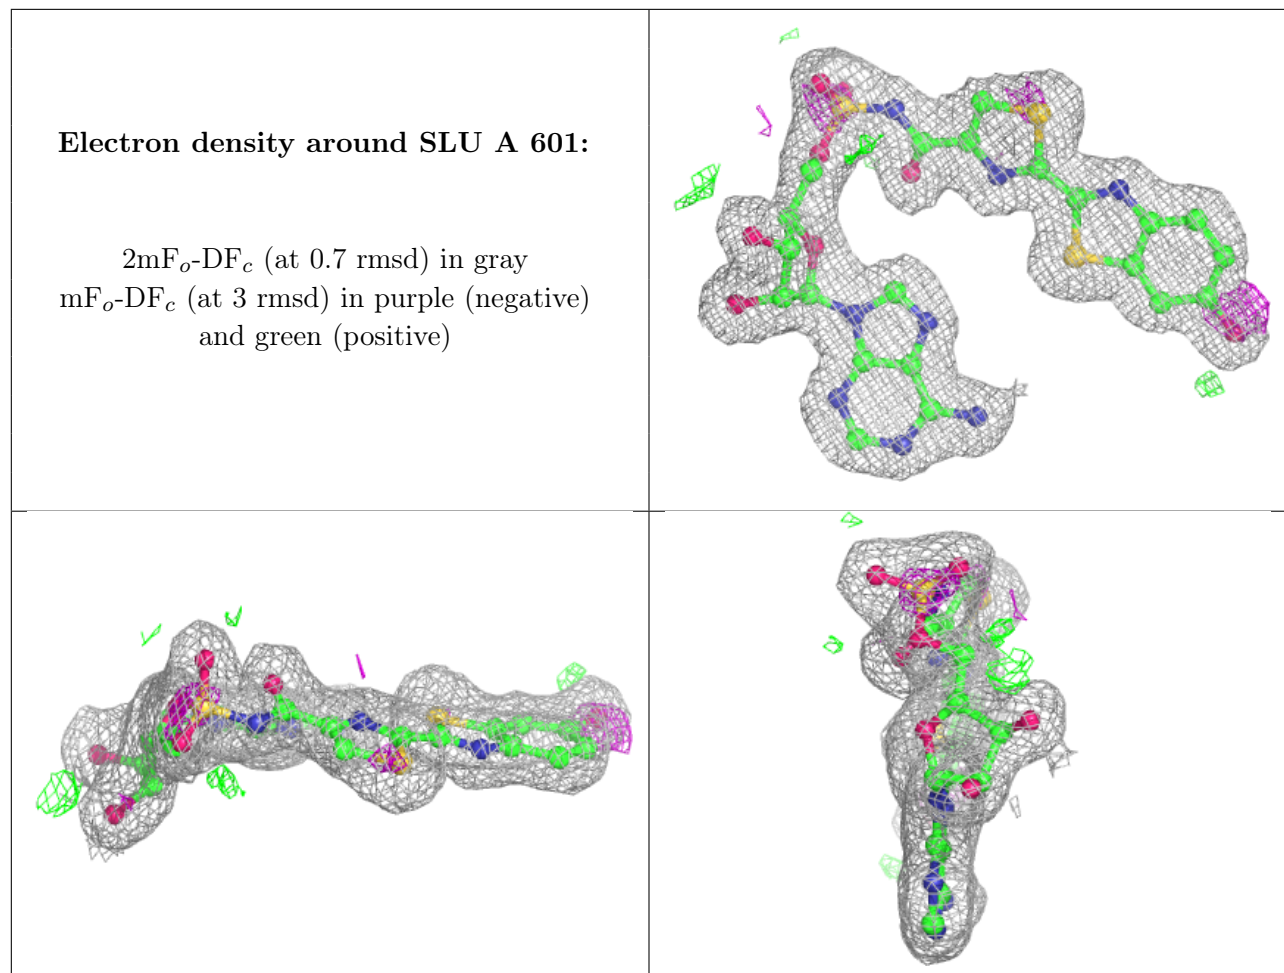 Electron density around SLU A 601:
2mFₒ-DF𝒸 (at 0.7 rmsd) in gray
mFₒ-DF𝒸 (at 3 rmsd) in purple (negative)
and green (positive)